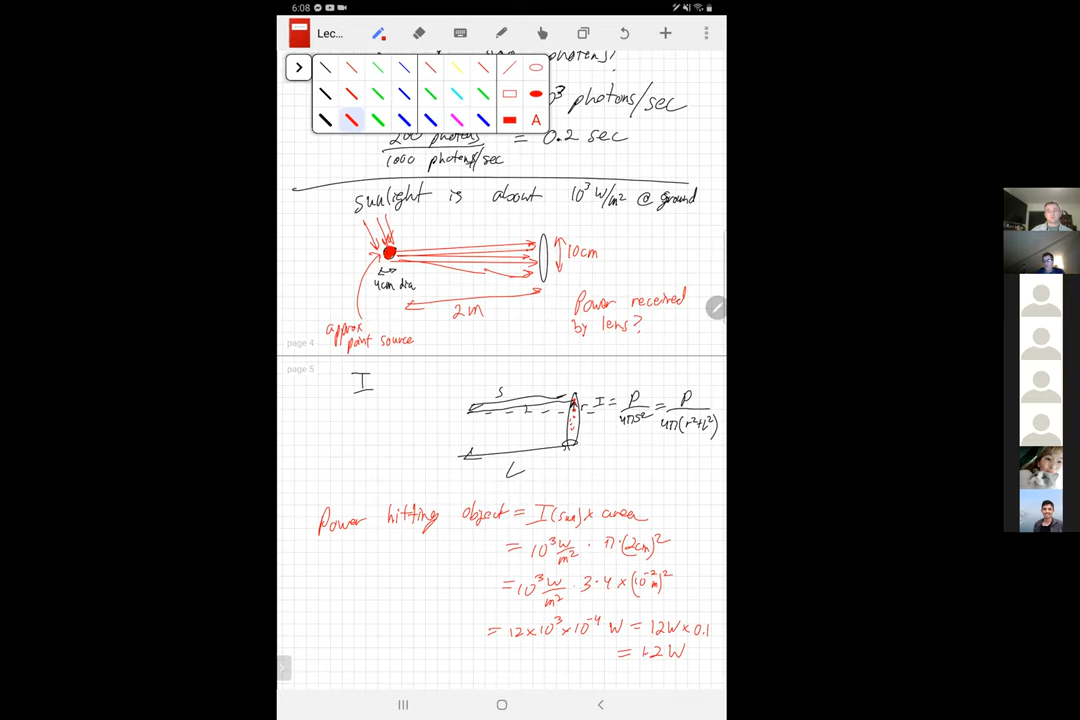 6:08
Lec...
photons!
photons/sec
200 photons / 1000 photons/sec = 0.2 sec
sunlight is about 10³ W/m² @ ground
10cm
4cm dia
2m
Power received
by lens?
approx
point source
page 4
page 5
I
S
r I = P/4πs² = P/4π(r²+L²)
L
Power hitting object = I(sun) x area
= 10³ W/m² · π·(2cm)²
= 10³ W/m² · 3·4 x (10⁻² m)²
= 12 x 10³ x 10⁻⁴ W = 12W x 0.1
= 1.2 W
A